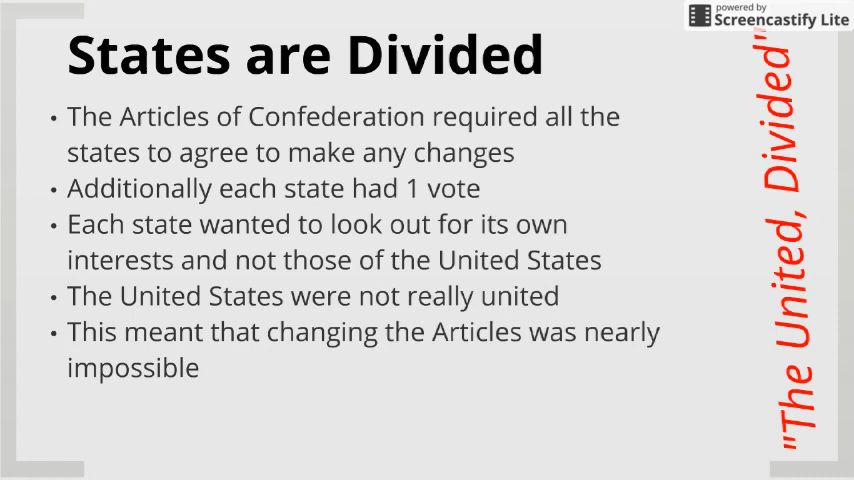 powered by
Screencastify Lite
States are Divided
• The Articles of Confederation required all the
states to agree to make any changes
• Additionally each state had 1 vote
• Each state wanted to look out for its own
interests and not those of the United States
• The United States were not really united
• This meant that changing the Articles was nearly
impossible
"The United, Divided"